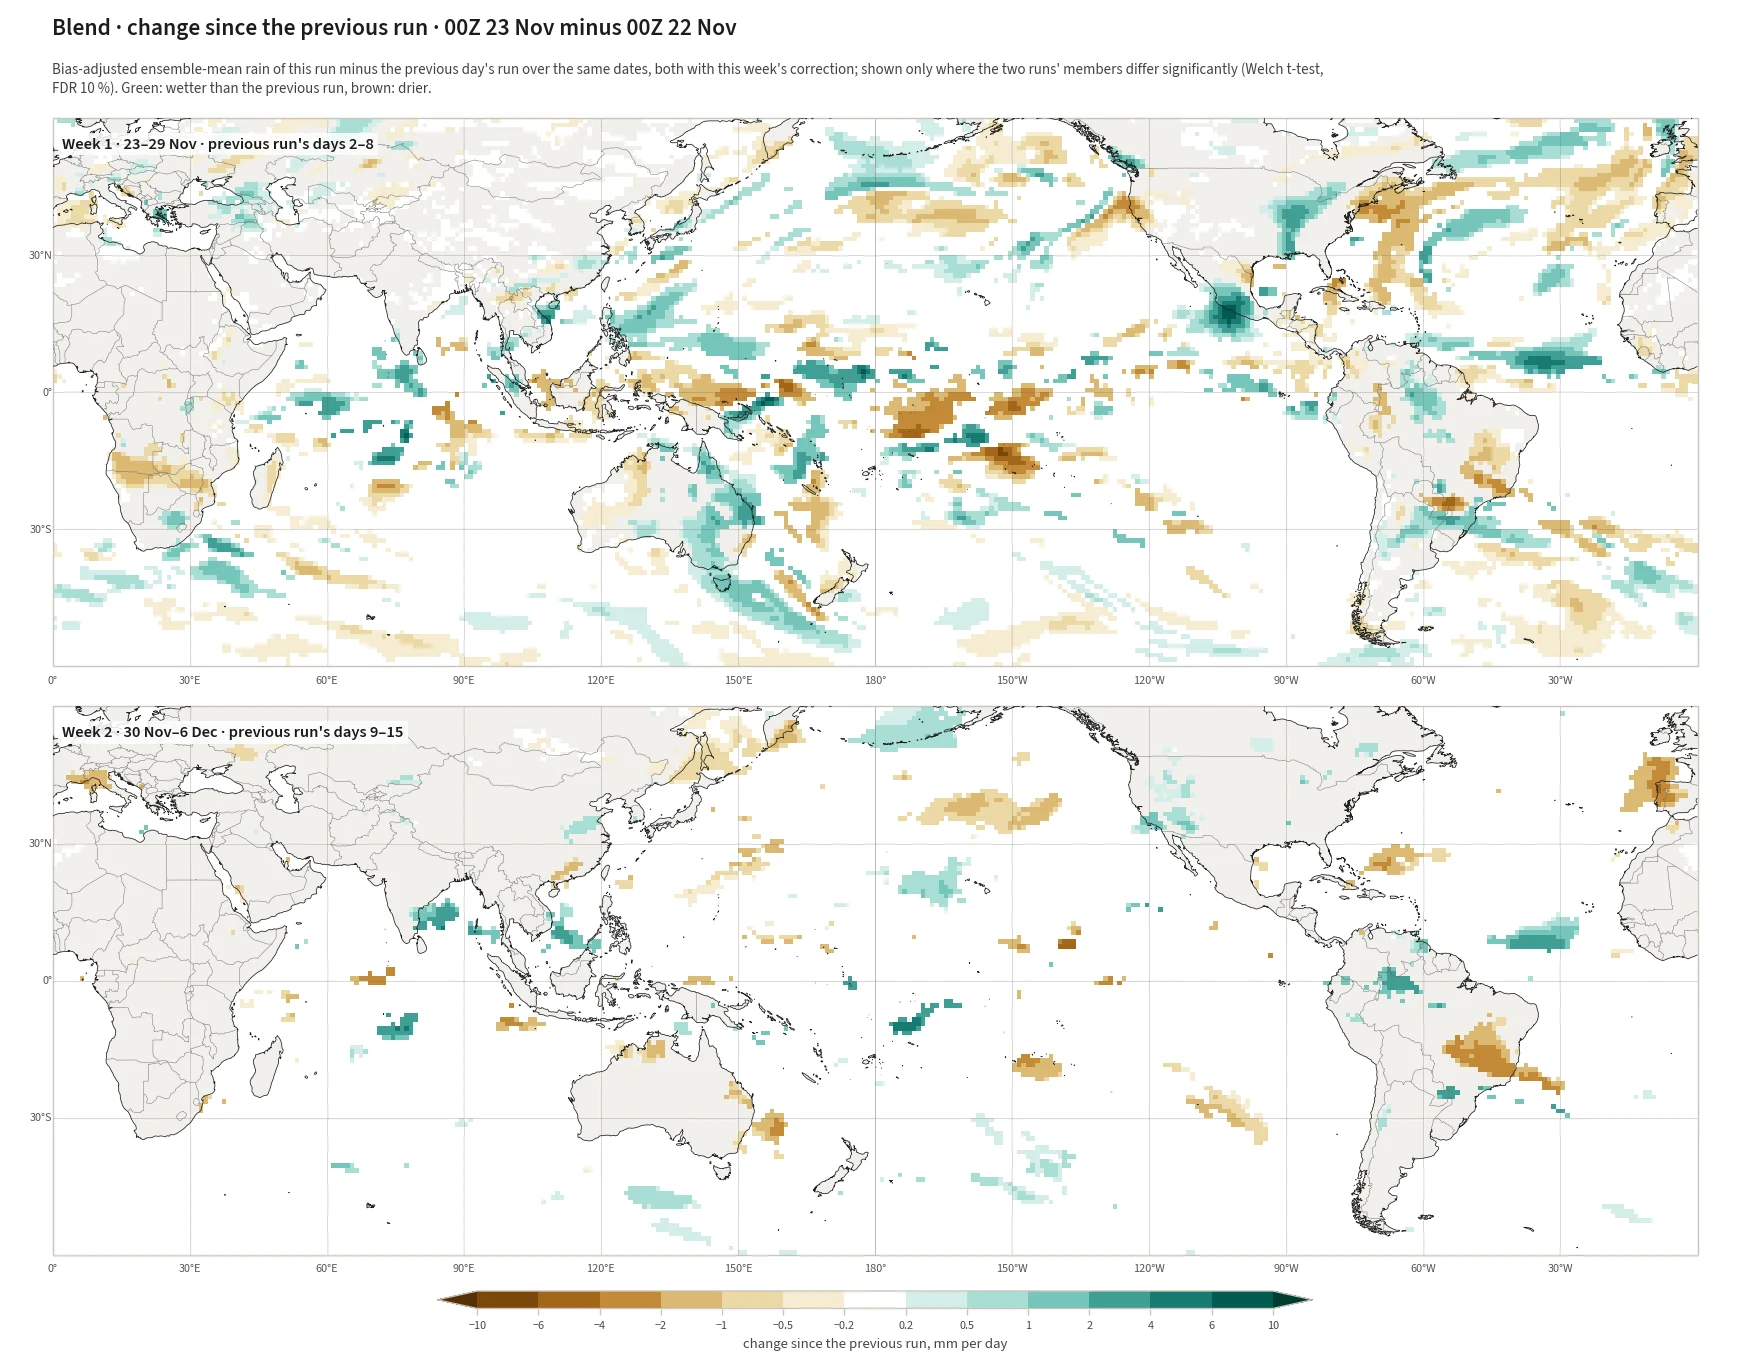 Blend · change since the previous run · 00Z 23 Nov minus 00Z 22 Nov
Bias-adjusted ensemble-mean rain of this run minus the previous day's run over the same dates, both with this week's correction; shown only where the two runs' members differ significantly (Welch t-test,
FDR 10 %). Green: wetter than the previous run, brown: drier.
Week 1 · 23–29 Nov · previous run's days 2–8
30°N
0°
30°S
0° 30°E 60°E 90°E 120°E 150°E 180° 150°W 120°W 90°W 60°W 30°W
Week 2 · 30 Nov–6 Dec · previous run's days 9–15
30°N
0°
30°S
0° 30°E 60°E 90°E 120°E 150°E 180° 150°W 120°W 90°W 60°W 30°W
−10 −6 −4 −2 −1 −0.5 −0.2 0.2 0.5 1 2 4 6 10
change since the previous run, mm per day